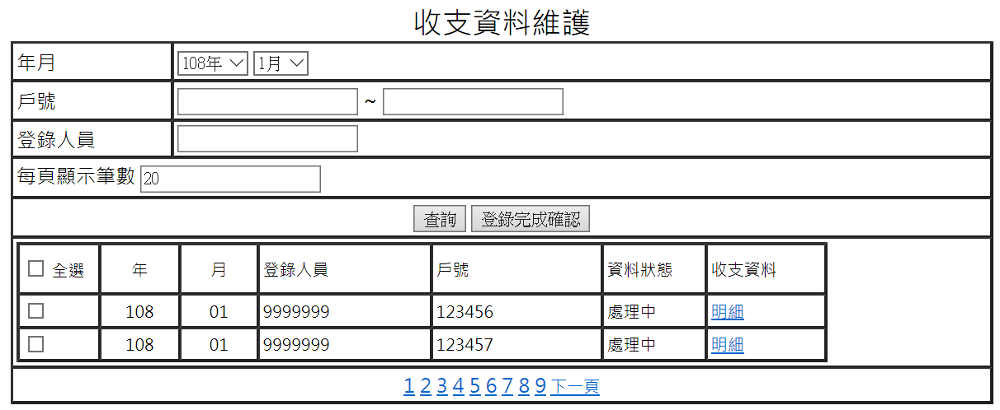 收支資料維護
年月 108年 1月
戶號 ~
登錄人員
每頁顯示筆數 20
查詢 登錄完成確認
全選 年 月 登錄人員 戶號 資料狀態 收支資料
108 01 9999999 123456 處理中 明細
108 01 9999999 123457 處理中 明細
1 2 3 4 5 6 7 8 9 下一頁